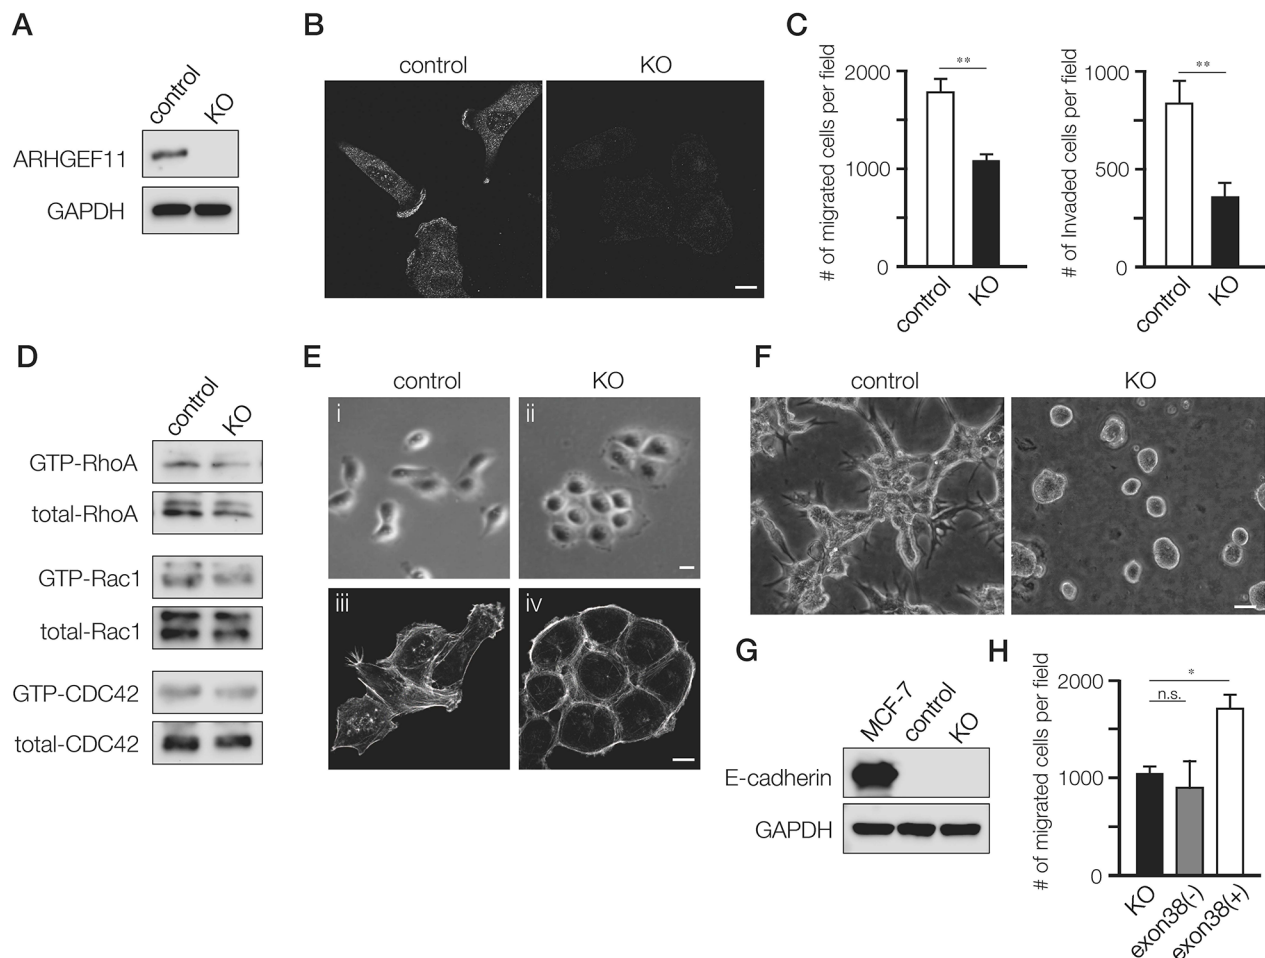 A
control
KO
ARHGEF11
GAPDH
B
control
KO
C
# of migrated cells per field
2000
1000
0
**
control
KO
# of Invaded cells per field
1000
500
0
**
control
KO
D
control
KO
GTP-RhoA
total-RhoA
GTP-Rac1
total-Rac1
GTP-CDC42
total-CDC42
E
control
KO
i
ii
iii
iv
F
control
KO
G
MCF-7
control
KO
E-cadherin
GAPDH
H
# of migrated cells per field
2000
1000
0
*
n.s.
KO
exon38(-)
exon38(+)